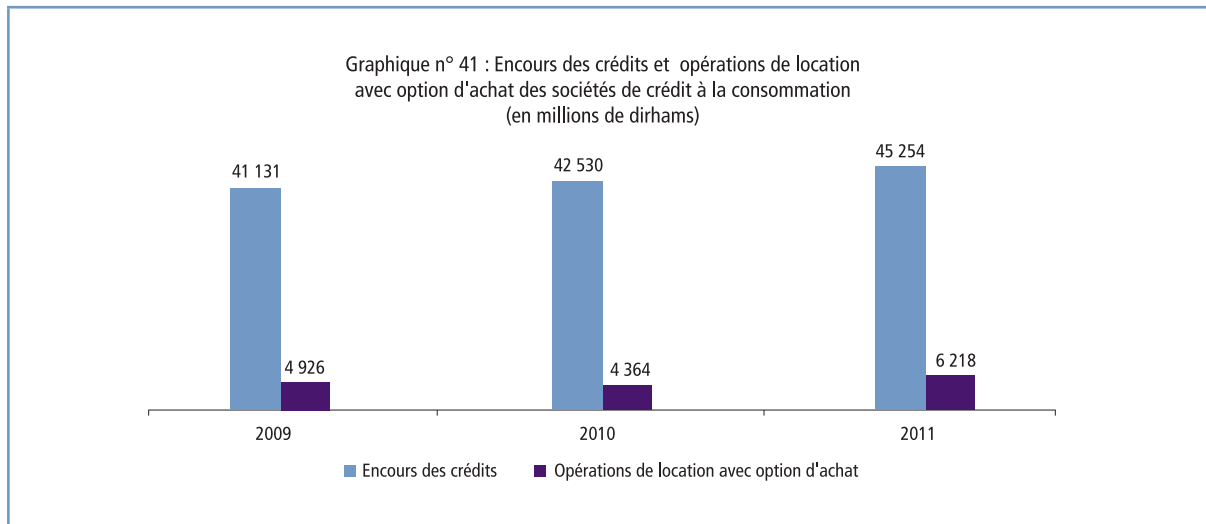 Graphique n° 41 : Encours des crédits et opérations de location
avec option d'achat des sociétés de crédit à la consommation
(en millions de dirhams)
41 131
4 926
42 530
4 364
45 254
6 218
2009
2010
2011
Encours des crédits
Opérations de location avec option d'achat